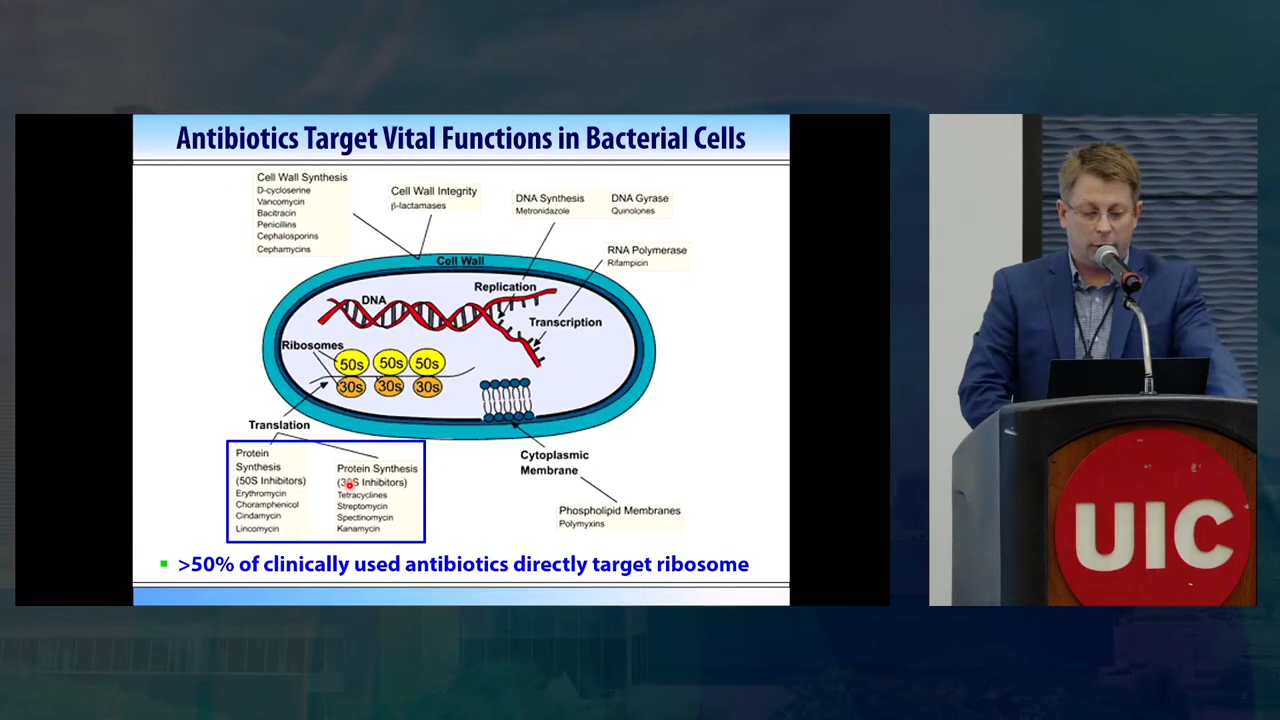 Antibiotics Target Vital Functions in Bacterial Cells
Cell Wall Synthesis
D-cycloserine
Vancomycin
Bacitracin
Penicillins
Cephalosporins
Cephamycins
Cell Wall Integrity
β-lactamases
DNA Synthesis
Metronidazole
DNA Gyrase
Quinolones
RNA Polymerase
Rifampicin
Cell Wall
Replication
DNA
Transcription
Ribosomes
50s
50s
50s
30s
30s
30s
Translation
Protein
Synthesis
(50S Inhibitors)
Erythromycin
Choramphenicol
Cindamycin
Lincomycin
Protein Synthesis
(30S Inhibitors)
Tetracyclines
Streptomycin
Spectinomycin
Kanamycin
Cytoplasmic
Membrane
Phospholipid Membranes
Polymyxins
>50% of clinically used antibiotics directly target ribosome
UIC